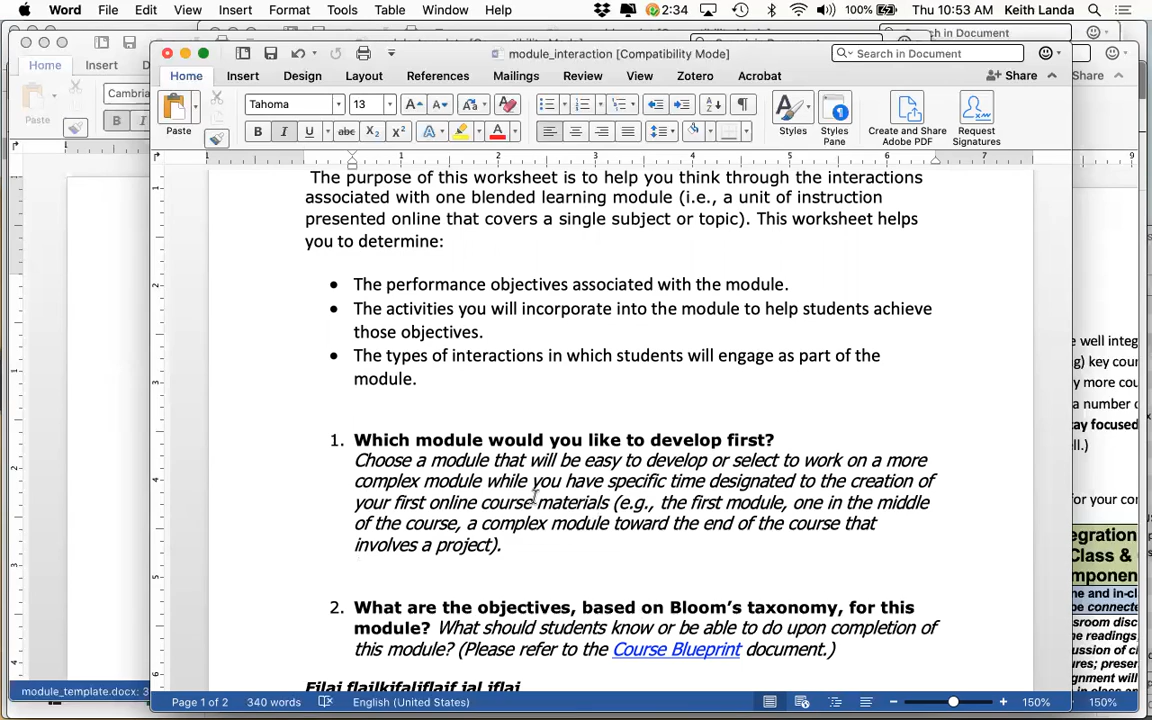 Word File Edit View Insert Format Tools Table Window Help 2:34 100% Thu 10:53 AM Keith Landa
module_interaction [Compatibility Mode] Search in Document
Home Insert
Home Insert Design Layout References Mailings Review View Zotero Acrobat Share
Share
Cambria
Tahoma 13
Paste
Paste Styles Styles Pane Create and Share Adobe PDF Request Signatures
The purpose of this worksheet is to help you think through the interactions
associated with one blended learning module (i.e., a unit of instruction
presented online that covers a single subject or topic). This worksheet helps
you to determine:
• The performance objectives associated with the module.
• The activities you will incorporate into the module to help students achieve
those objectives.
• The types of interactions in which students will engage as part of the
module.
1. Which module would you like to develop first?
Choose a module that will be easy to develop or select to work on a more
complex module while you have specific time designated to the creation of
your first online course materials (e.g., the first module, one in the middle
of the course, a complex module toward the end of the course that
involves a project).
2. What are the objectives, based on Bloom's taxonomy, for this
module? What should students know or be able to do upon completion of
this module? (Please refer to the Course Blueprint document.)
module_template.docx: 3
Page 1 of 2 340 words English (United States) 150%
150%